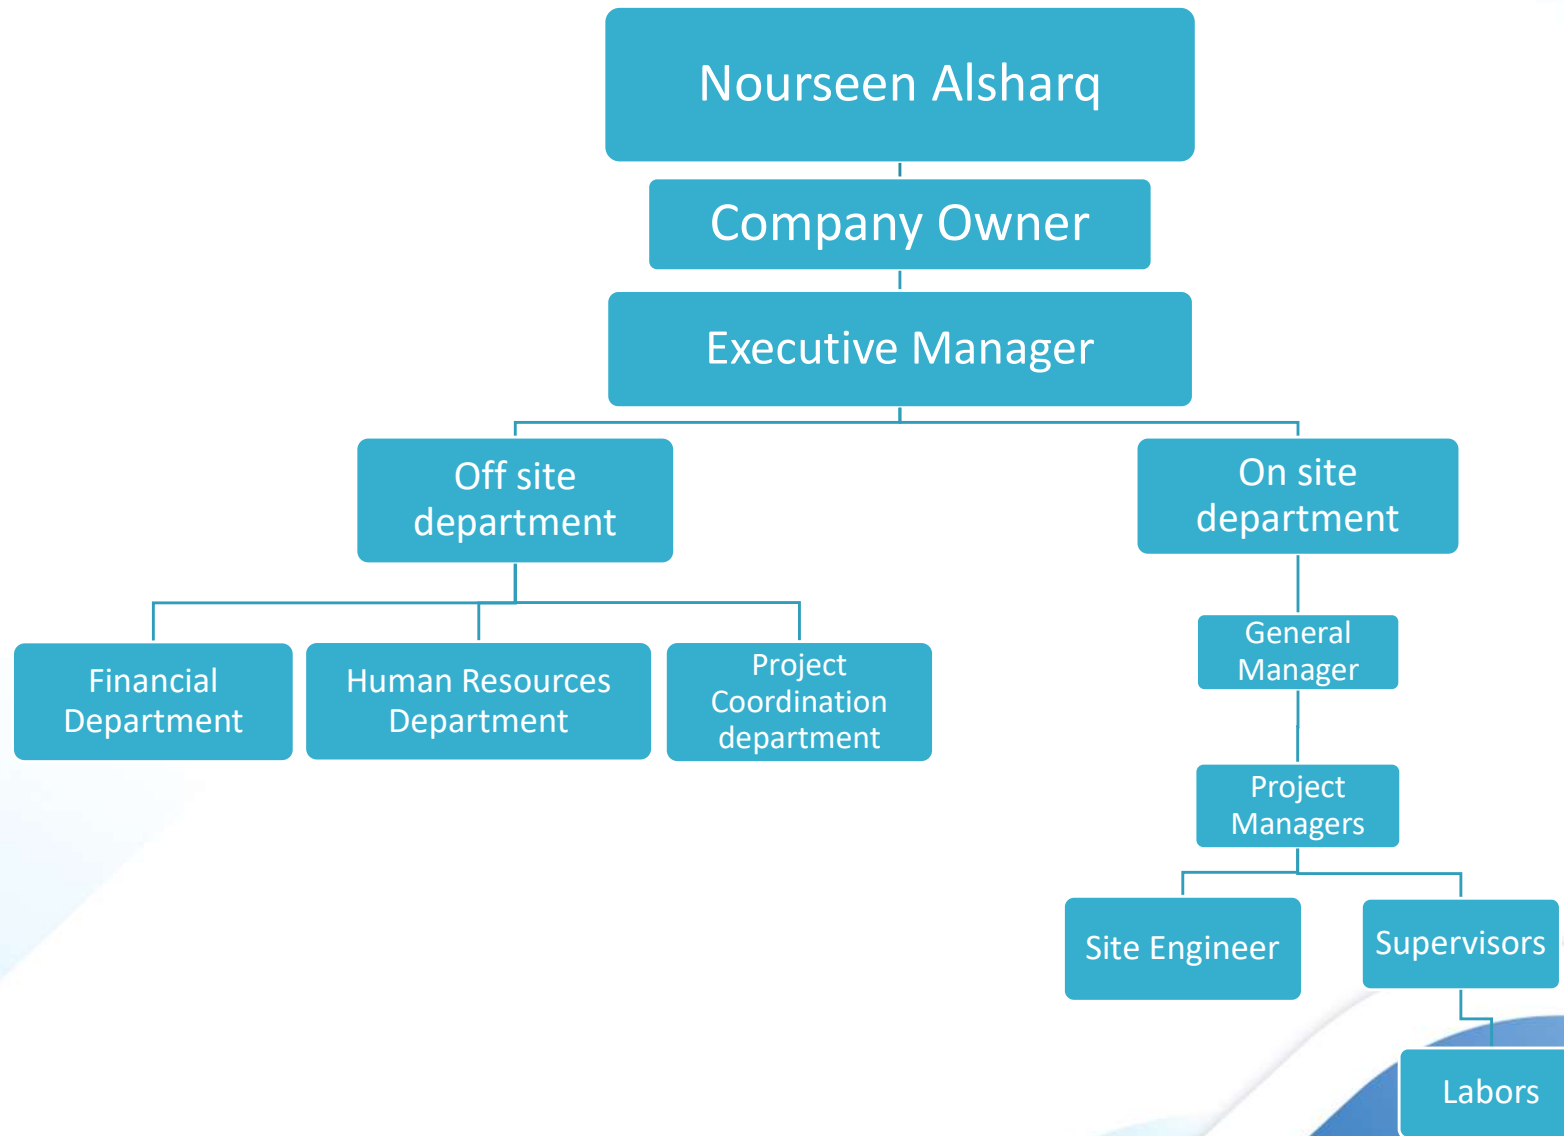 Nourseen Alsharq
Company Owner
Executive Manager
Off site
department
On site
department
Financial
Department
Human Resources
Department
Project
Coordination
department
General
Manager
Project
Managers
Site Engineer
Supervisors
Labors